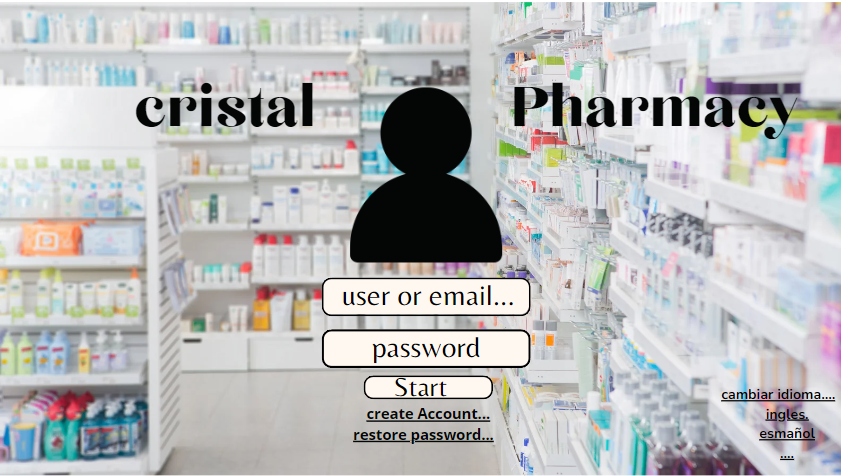 cristal Pharmacy
user or email...
password
Start
create Account...
restore password...
cambiar idioma....
ingles.
esmañol
....